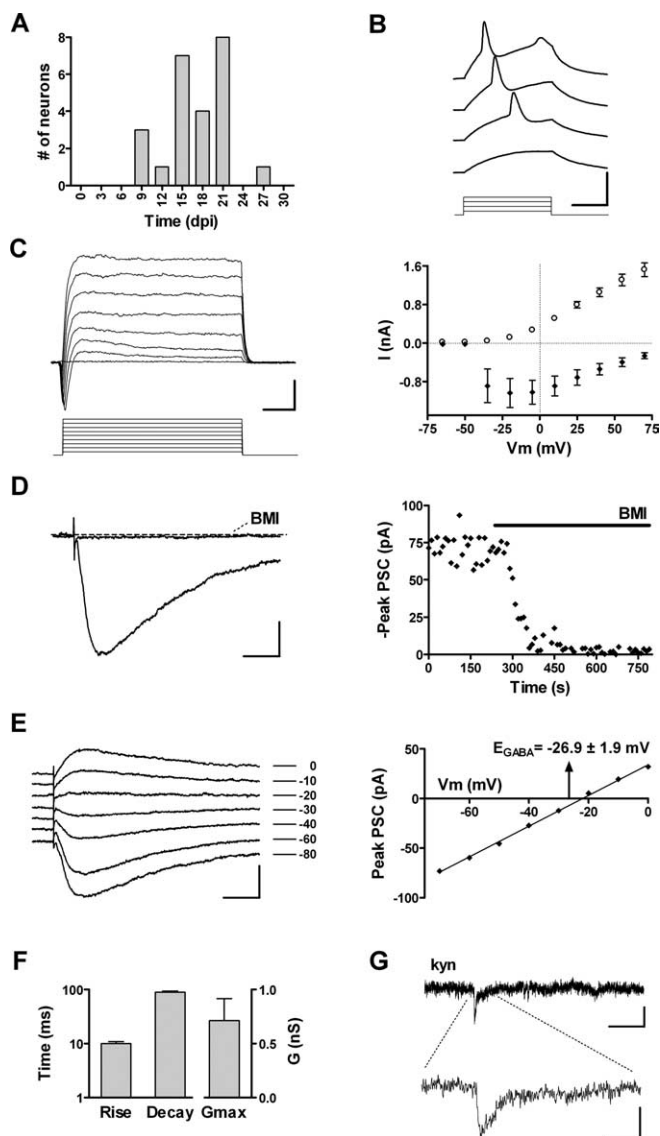 A
# of neurons
8
6
4
2
0
0 3 6 9 12 15 18 21 24 27 30
Time (dpi)
B
C
I (nA)
1.6
0.8
0.0
-0.8
-75 -50 -25 0 25 50 75
Vm (mV)
D
BMI
-Peak PSC (pA)
100
75
50
25
0
BMI
0 150 300 450 600 750
Time (s)
E
0
-10
-20
-30
-40
-60
-80
Peak PSC (pA)
50
0
-50
-100
EGABA= -26.9 ± 1.9 mV
Vm (mV)
-60 -40 -20 0
F
Time (ms)
100
10
1
Rise Decay Gmax
1.0
0.5
0.0
G (nS)
G
kyn